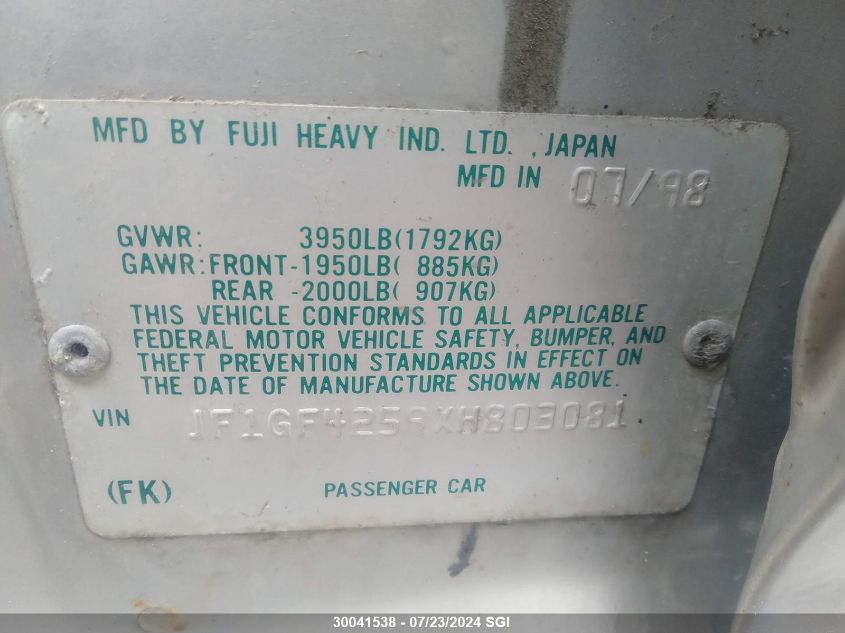 MFD BY FUJI HEAVY IND. LTD. , JAPAN
MFD IN 07/98
GVWR: 3950LB(1792KG)
GAWR:FRONT-1950LB( 885KG)
REAR -2000LB( 907KG)
THIS VEHICLE CONFORMS TO ALL APPLICABLE
FEDERAL MOTOR VEHICLE SAFETY, BUMPER, AND
THEFT PREVENTION STANDARDS IN EFFECT ON
THE DATE OF MANUFACTURE SHOWN ABOVE.
VIN JF1GF4259XH803081
(FK) PASSENGER CAR
30041538 - 07/23/2024 SGI